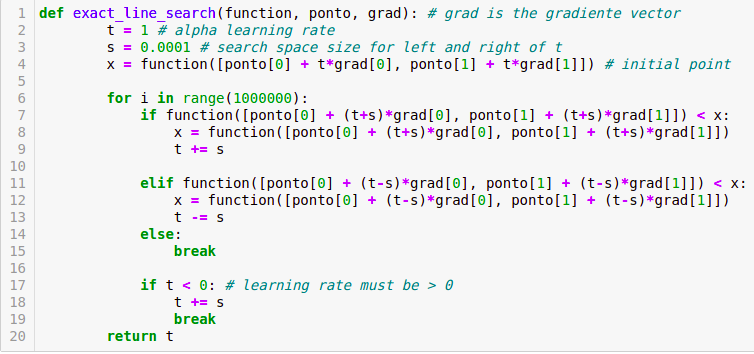 1 def exact_line_search(function, ponto, grad): # grad is the gradiente vector
2         t = 1 # alpha learning rate
3         s = 0.0001 # search space size for left and right of t
4         x = function([ponto[0] + t*grad[0], ponto[1] + t*grad[1]]) # initial point
5
6         for i in range(1000000):
7             if function([ponto[0] + (t+s)*grad[0], ponto[1] + (t+s)*grad[1]]) < x:
8                 x = function([ponto[0] + (t+s)*grad[0], ponto[1] + (t+s)*grad[1]])
9                 t += s
10
11             elif function([ponto[0] + (t-s)*grad[0], ponto[1] + (t-s)*grad[1]]) < x:
12                 x = function([ponto[0] + (t-s)*grad[0], ponto[1] + (t-s)*grad[1]])
13                 t -= s
14             else:
15                 break
16
17             if t < 0: # learning rate must be > 0
18                 t += s
19                 break
20         return t